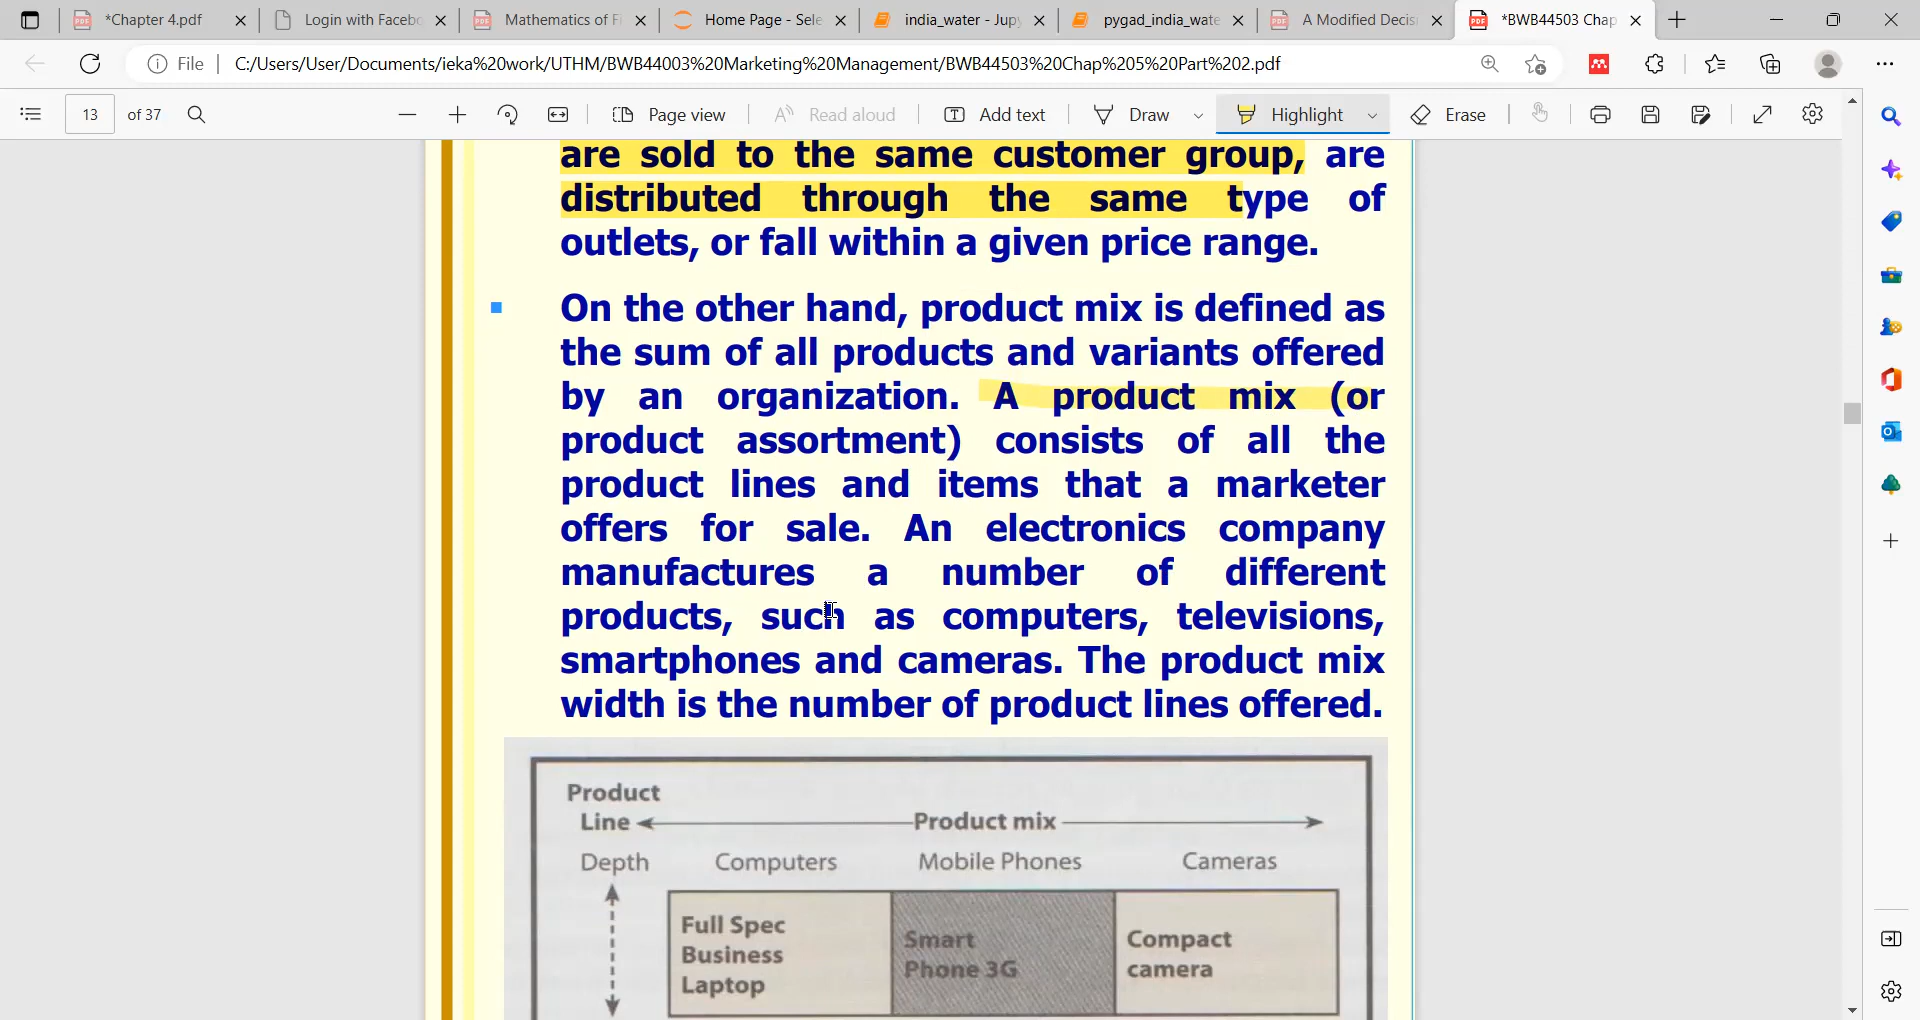 *Chapter 4.pdf
Login with Facebo
Mathematics of Fi
Home Page - Sele
india_water - Jupy
pygad_india_wate
A Modified Decis
*BWB44503 Chap
File
C:/Users/User/Documents/ieka%20work/UTHM/BWB44003%20Marketing%20Management/BWB44503%20Chap%205%20Part%202.pdf
13 of 37
Page view
Read aloud
Add text
Draw
Highlight
Erase
are sold to the same customer group, are
distributed through the same type of
outlets, or fall within a given price range.
On the other hand, product mix is defined as
the sum of all products and variants offered
by an organization. A product mix (or
product assortment) consists of all the
product lines and items that a marketer
offers for sale. An electronics company
manufactures a number of different
products, such as computers, televisions,
smartphones and cameras. The product mix
width is the number of product lines offered.
Product
Line
Product mix
Depth
Computers
Mobile Phones
Cameras
Full Spec
Business
Laptop
Smart
Phone 3G
Compact
camera